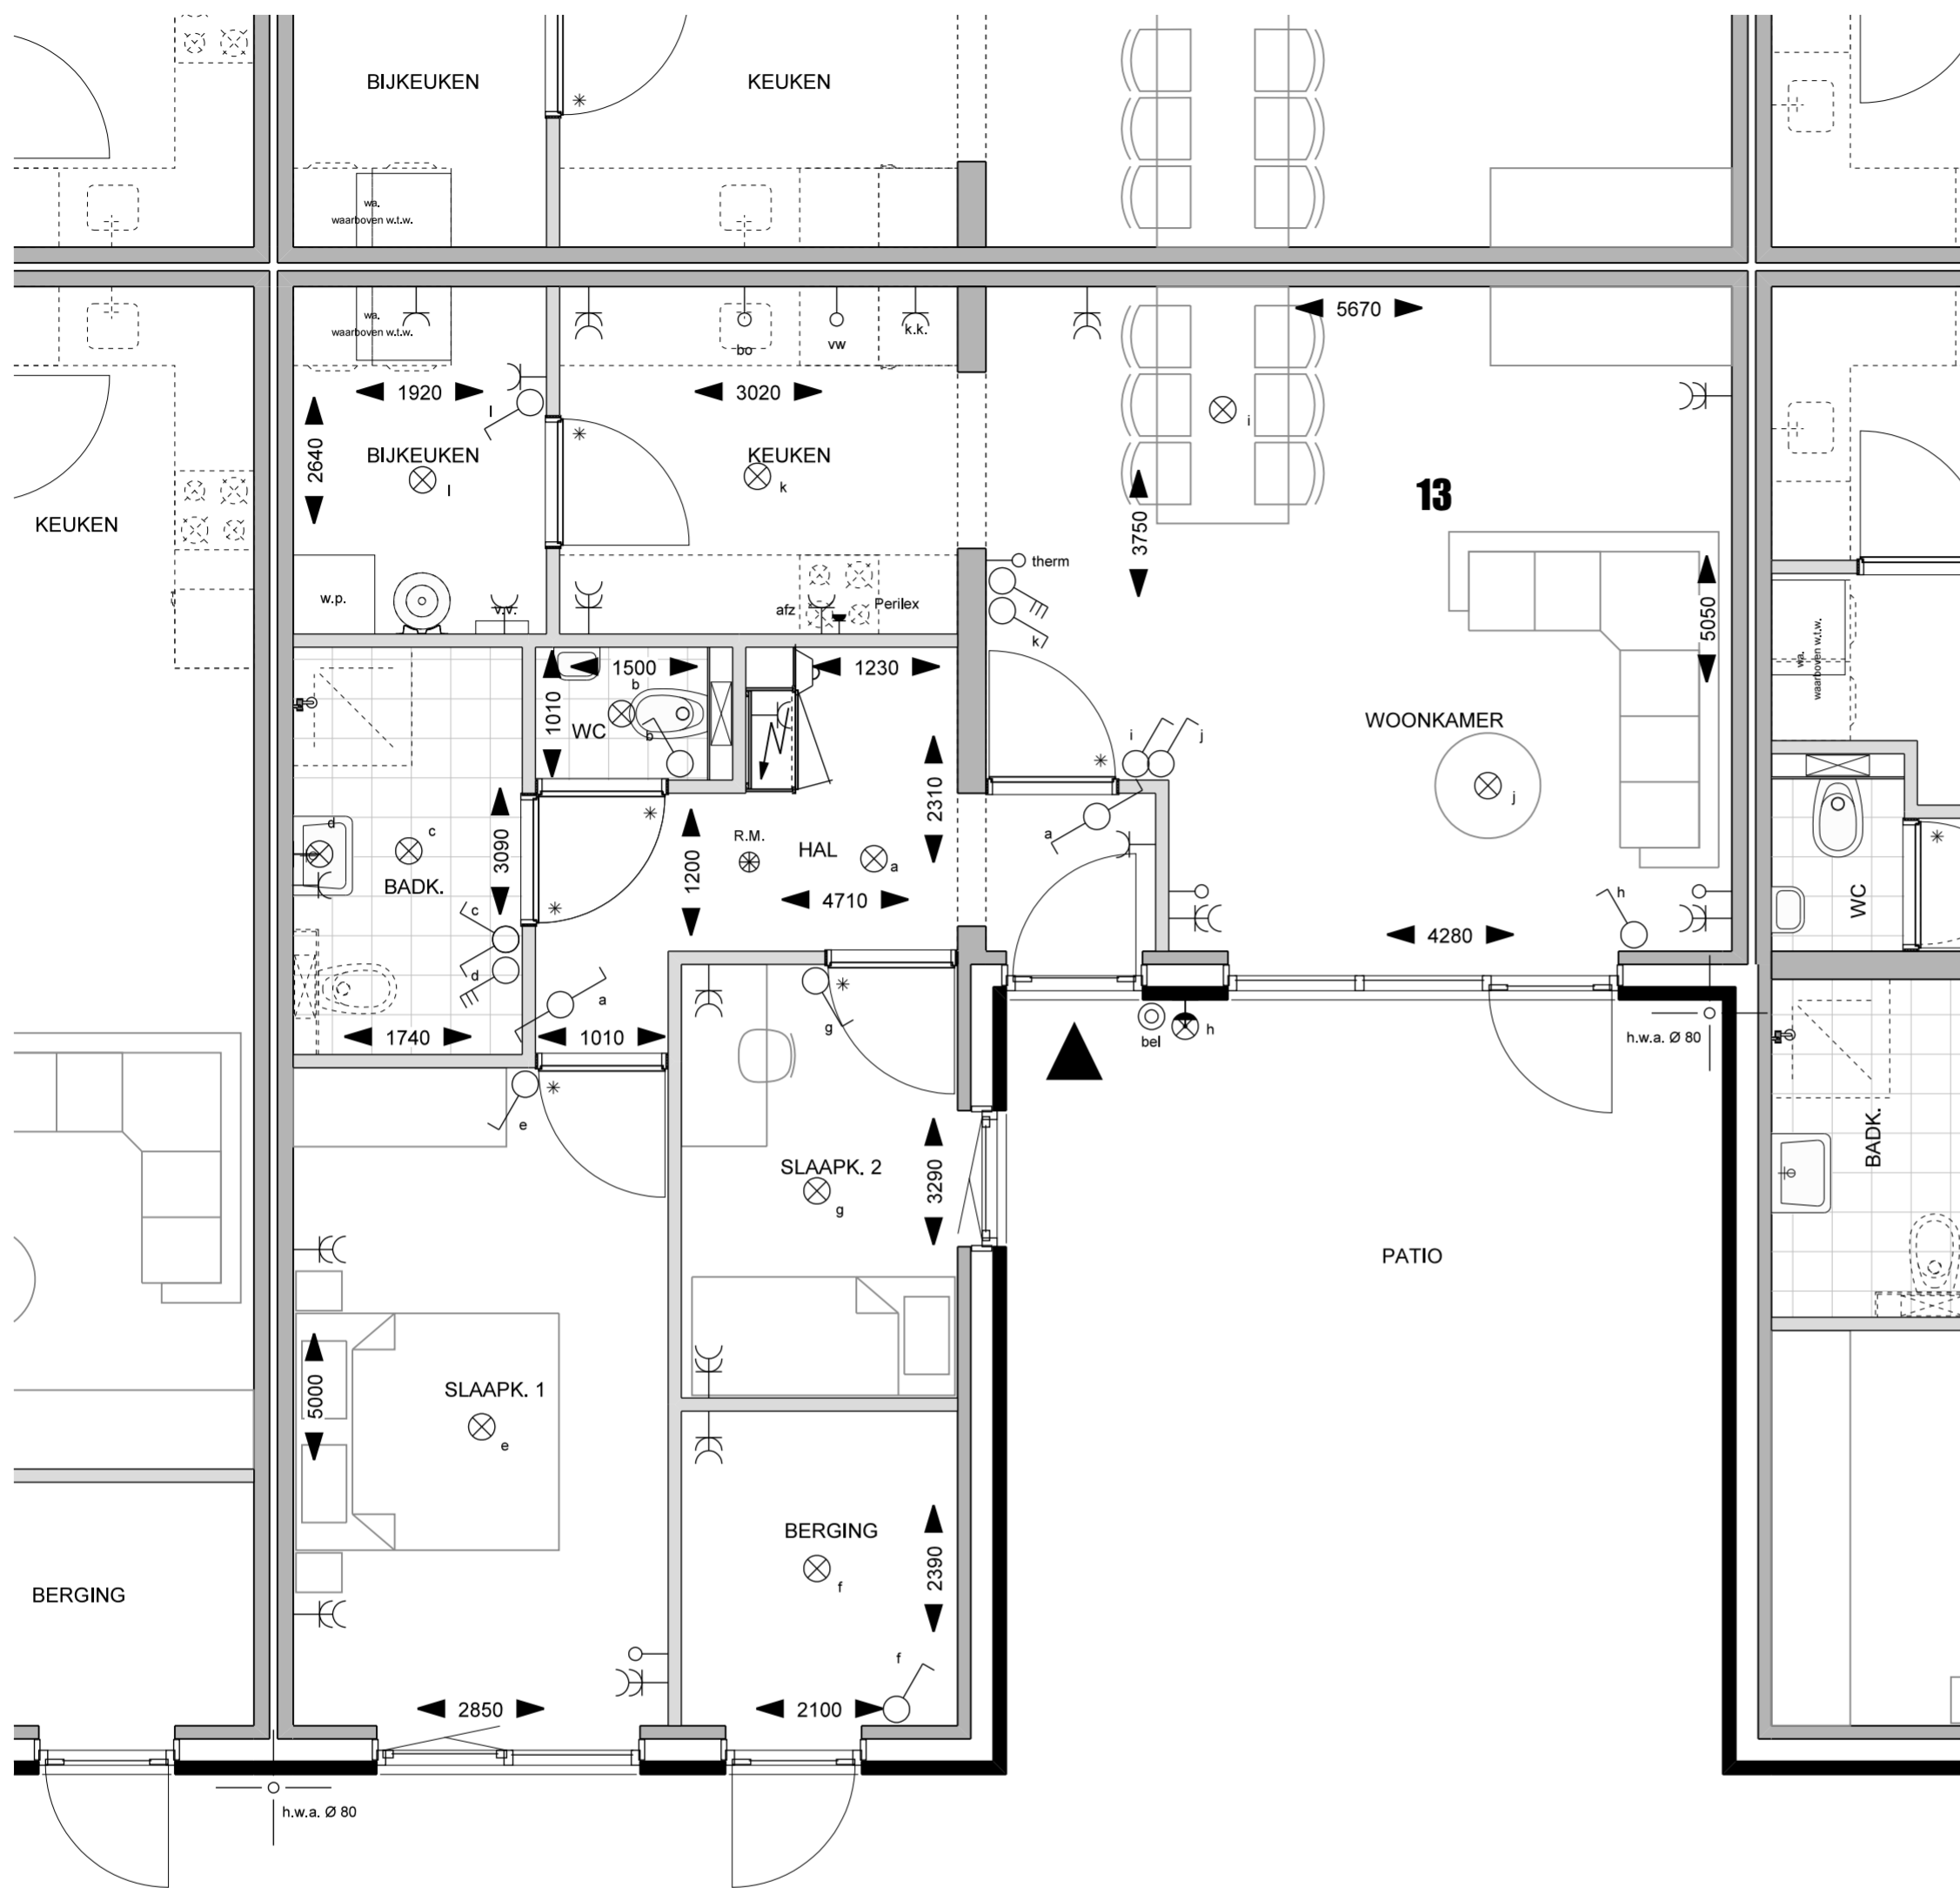 BIJKEUKEN
KEUKEN
wa.
waarboven w.t.w.
wa.
waarboven w.t.w.
bo
vw
k.k.
5670
1920
3020
l
i
2640
BIJKEUKEN
KEUKEN
l
k
13
3750
KEUKEN
therm
w.p.
v.v.
afz
Perilex
k
5050
wa.
waarboven w.t.w.
1500
1230
b
1010
WC
b
WOONKAMER
i
j
2310
j
d
c
3090
R.M.
HAL
a
a
1200
BADK.
4710
c
h
WC
4280
d
a
g
1740
1010
bel
h
h.w.a. Ø 80
e
BADK.
SLAAPK. 2
3290
g
PATIO
5000
SLAAPK. 1
e
BERGING
f
2390
BERGING
f
2850
2100
h.w.a. Ø 80